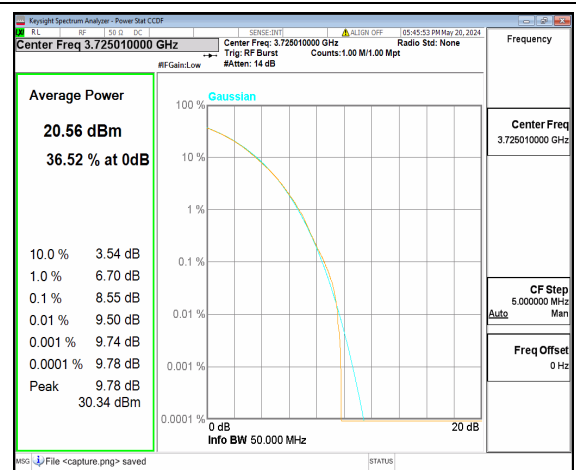 Keysight Spectrum Analyzer - Power Stat CCDF
RL RF 50 Ω DC SENSE:INT ALIGN OFF 05:45:53 PM May 20, 2024
Center Freq 3.725010000 GHz
Center Freq: 3.725010000 GHz Radio Std: None
Trig: RF Burst Counts:1.00 M/1.00 Mpt
#IFGain:Low #Atten: 14 dB
Frequency
Average Power
20.56 dBm
36.52 % at 0dB
10.0 % 3.54 dB
1.0 % 6.70 dB
0.1 % 8.55 dB
0.01 % 9.50 dB
0.001 % 9.74 dB
0.0001 % 9.78 dB
Peak 9.78 dB
30.34 dBm
Gaussian
100 %
10 %
1 %
0.1 %
0.01 %
0.001 %
0.0001 %
0 dB 20 dB
Info BW 50.000 MHz
Center Freq
3.725010000 GHz
CF Step
5.000000 MHz
Auto Man
Freq Offset
0 Hz
MSG File <capture.png> saved STATUS